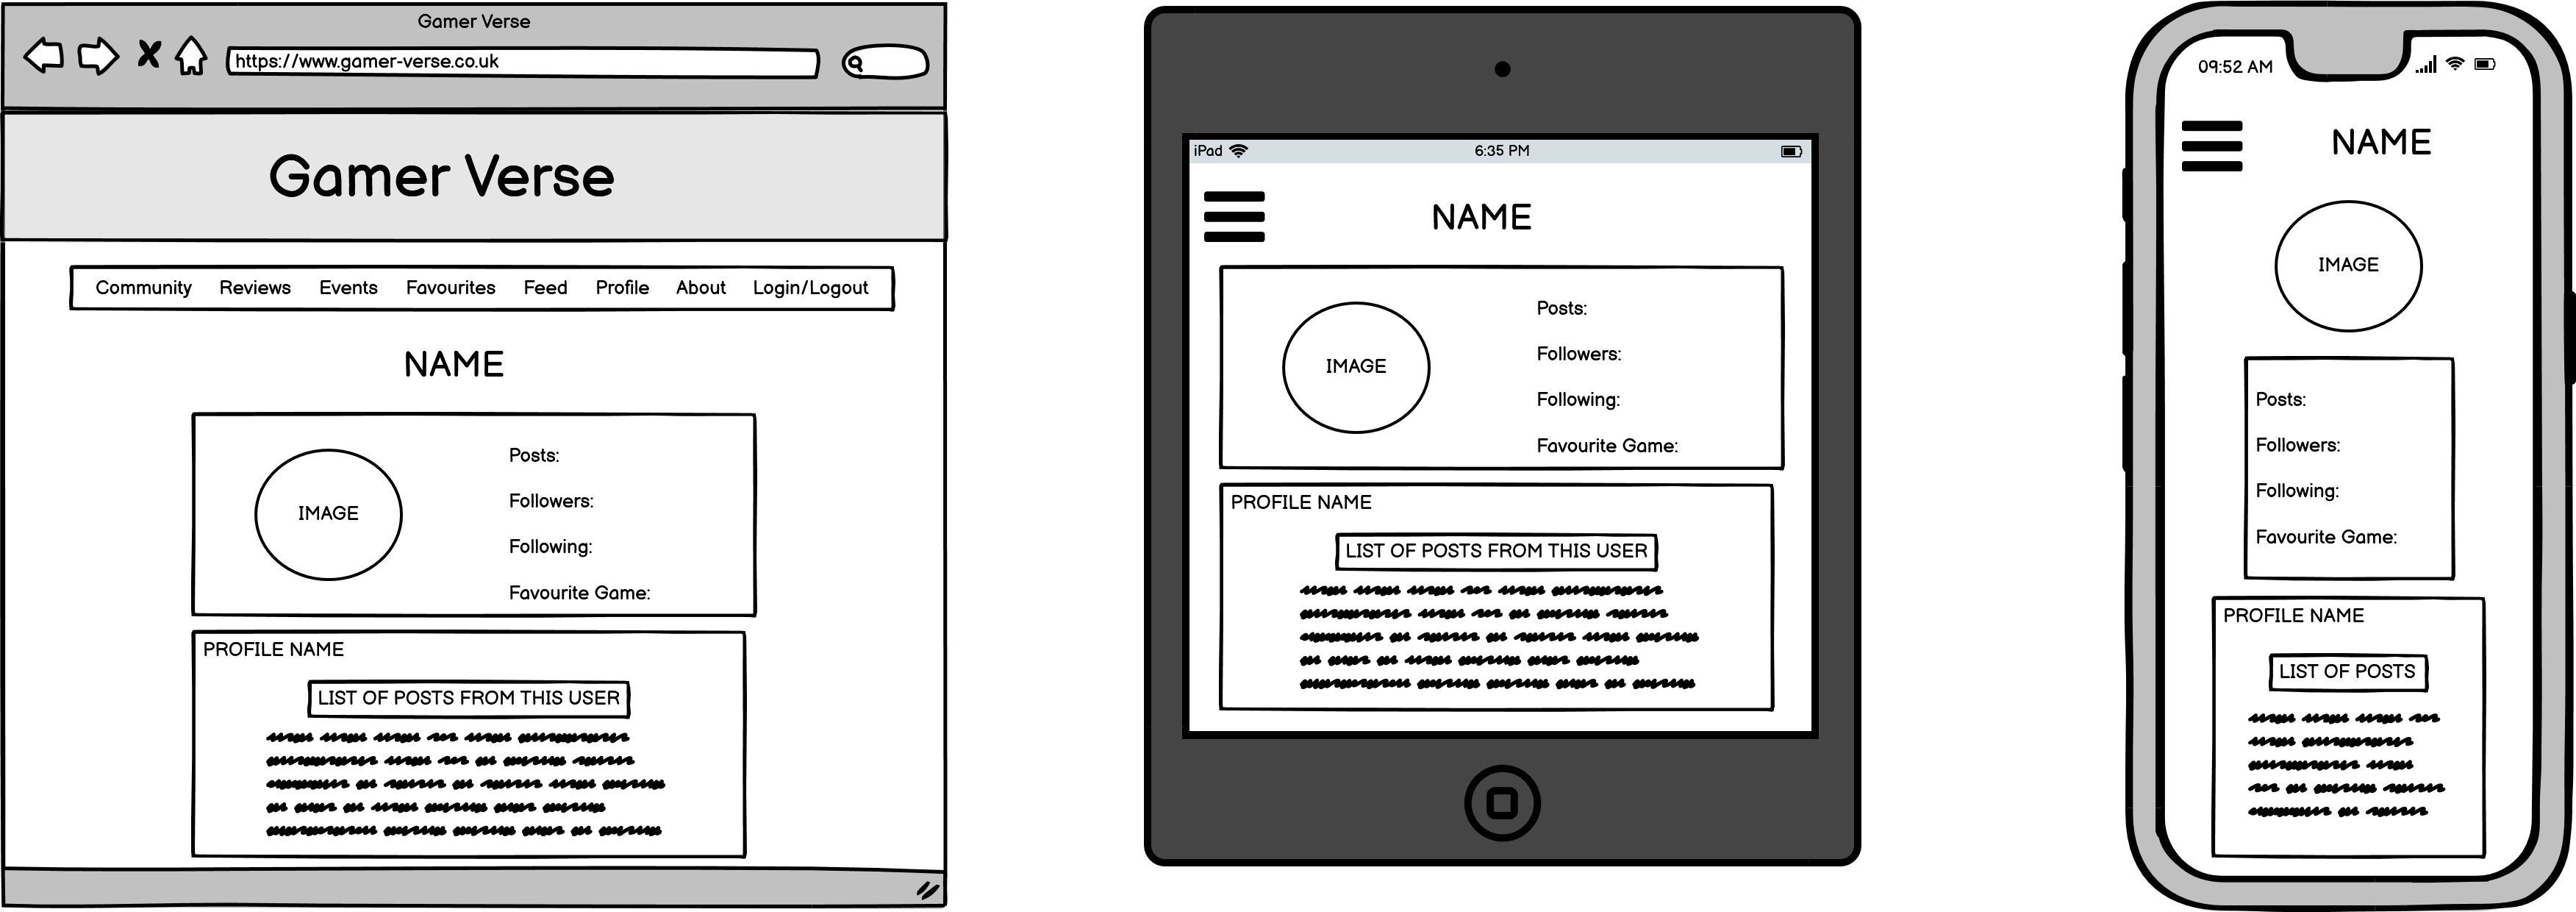 Gamer Verse
https://www.gamer-verse.co.uk
Gamer Verse
Community Reviews Events Favourites Feed Profile About Login/Logout
NAME
IMAGE
Posts:
Followers:
Following:
Favourite Game:
PROFILE NAME
LIST OF POSTS FROM THIS USER
iPad 6:35 PM
NAME
IMAGE
Posts:
Followers:
Following:
Favourite Game:
PROFILE NAME
LIST OF POSTS FROM THIS USER
09:52 AM
NAME
IMAGE
Posts:
Followers:
Following:
Favourite Game:
PROFILE NAME
LIST OF POSTS